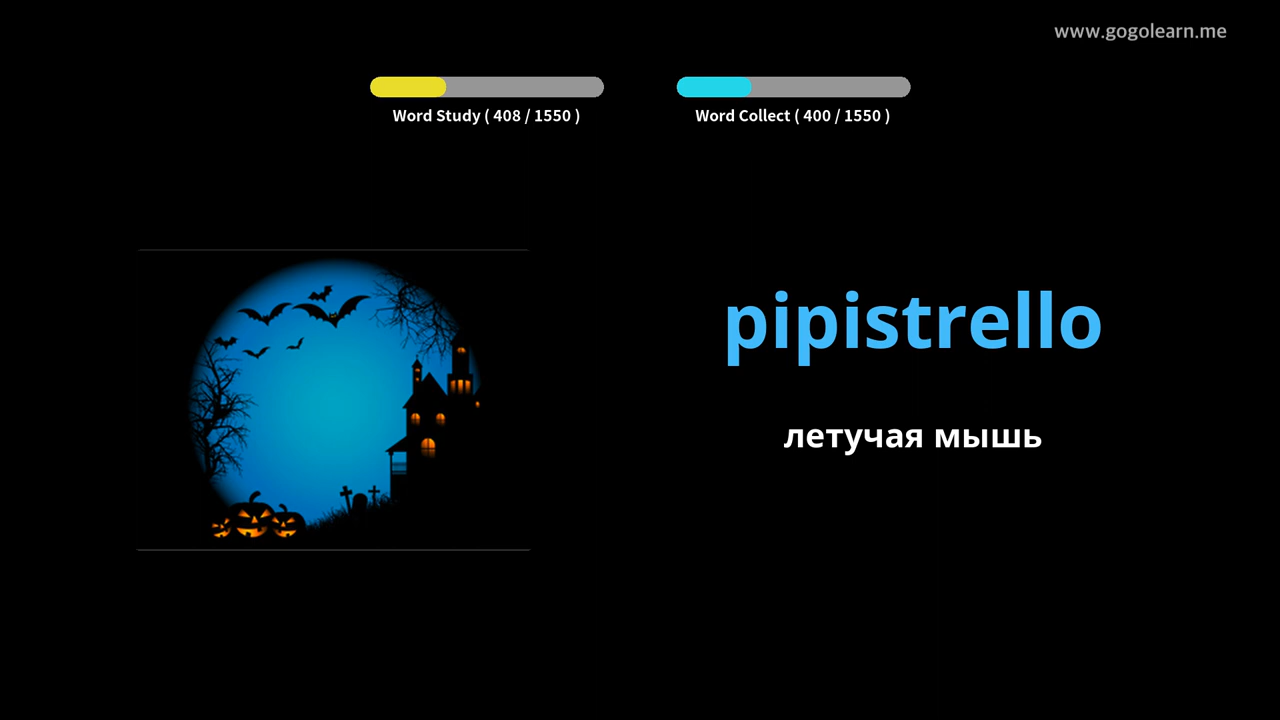 www.gogolearn.me
Word Study ( 408 / 1550 )
Word Collect ( 400 / 1550 )
pipistrello
летучая мышь